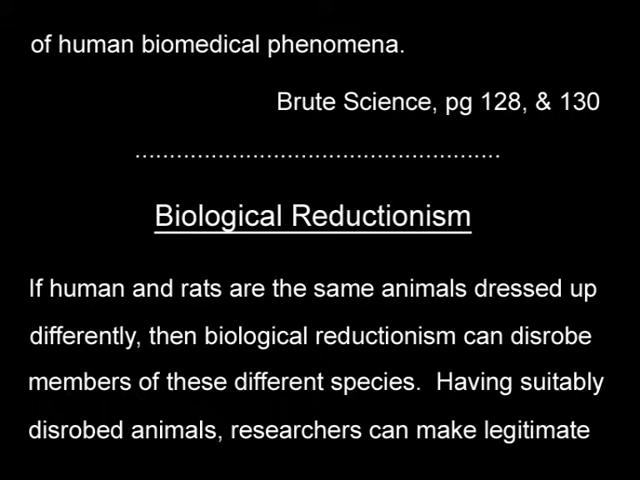 of human biomedical phenomena.
Brute Science, pg 128, & 130
.....................................................
Biological Reductionism
If human and rats are the same animals dressed up
differently, then biological reductionism can disrobe
members of these different species.  Having suitably
disrobed animals, researchers can make legitimate